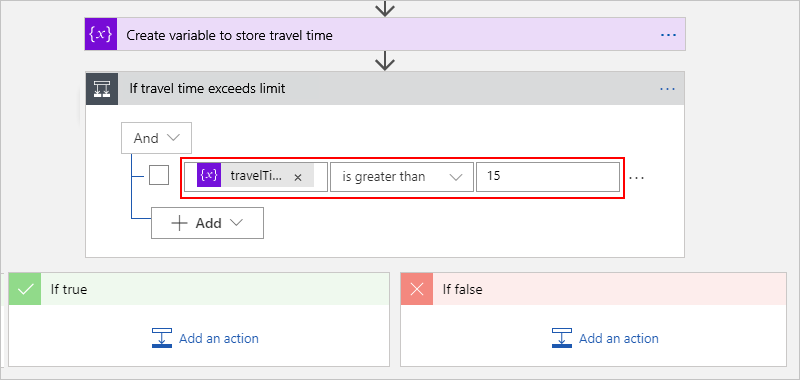 {x} Create variable to store travel time ...
If travel time exceeds limit ...
And
{x} travelTi... × is greater than 15 ...
+ Add
If true If false
Add an action Add an action